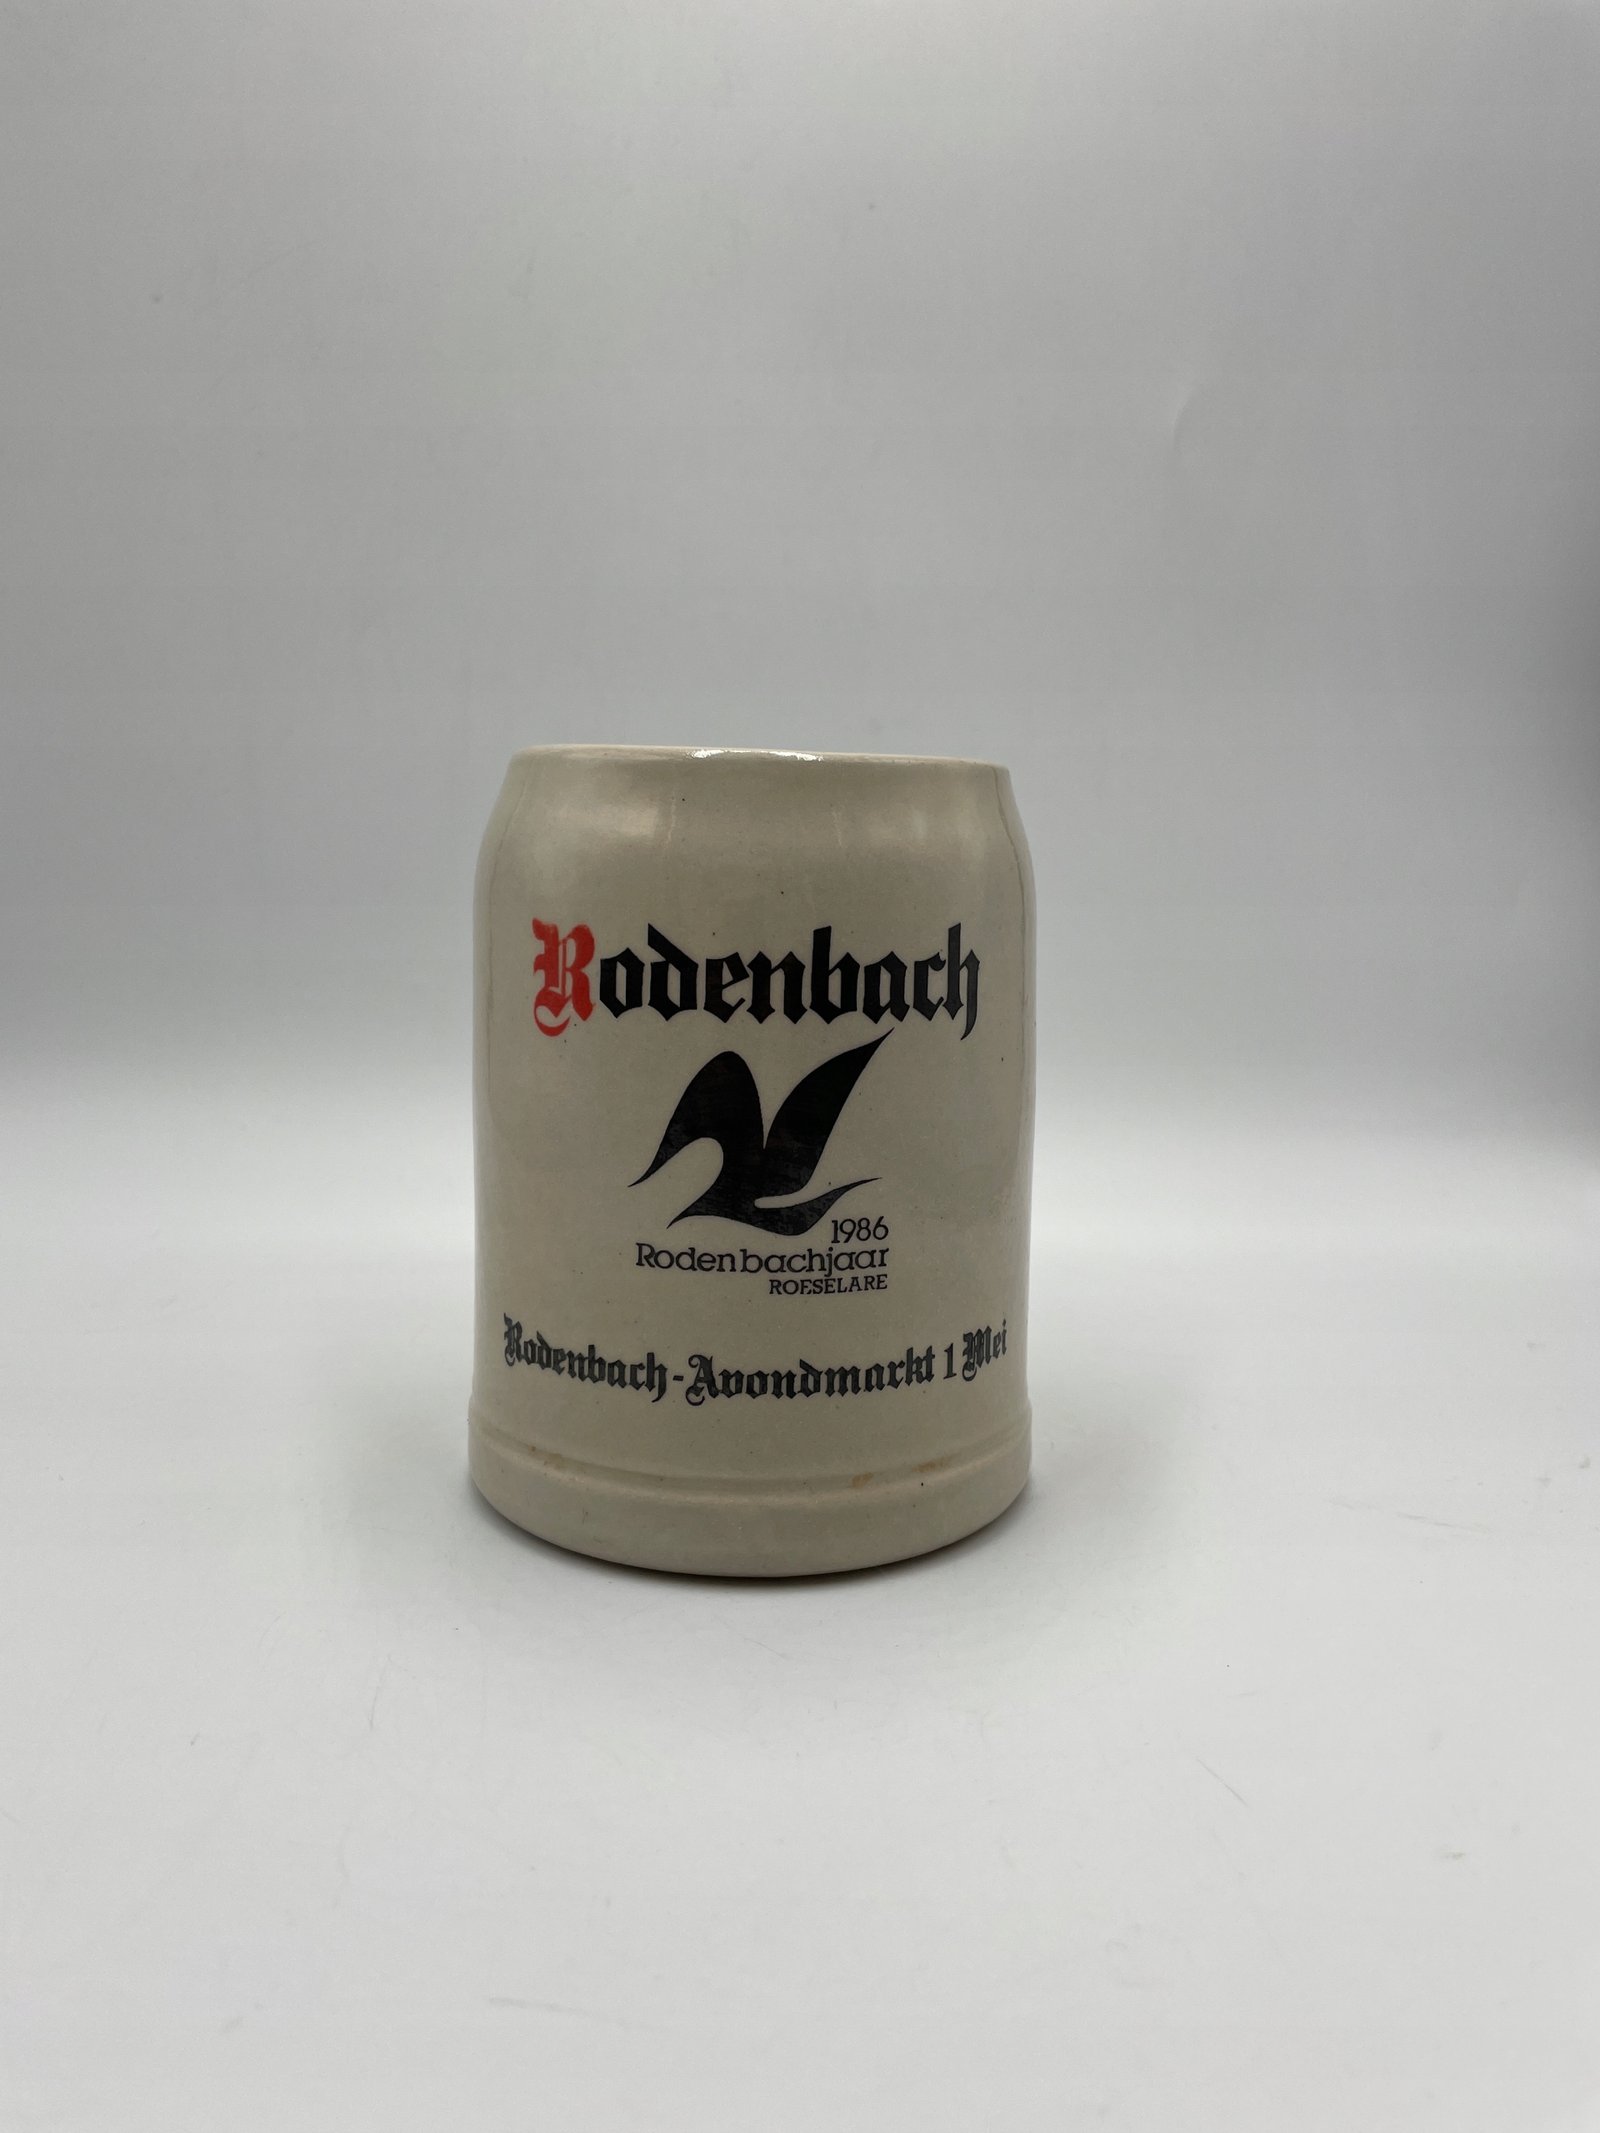 Rodenbach
1986
Rodenbachjaar
ROESELARE
Rodenbach-Avondmarkt 1 Mei